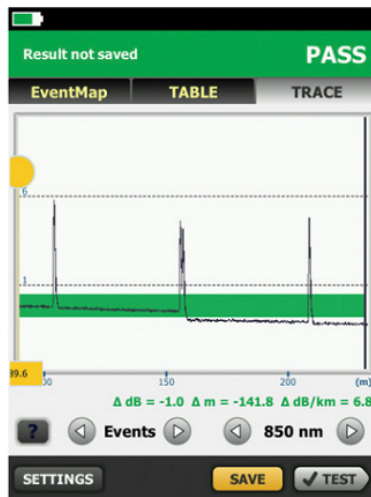 Result not saved PASS
EventMap TABLE TRACE
6
1
39.6
150 200 (m)
Δ dB = -1.0 Δ m = -141.8 Δ dB/km = 6.8
? Events 850 nm
SETTINGS SAVE TEST